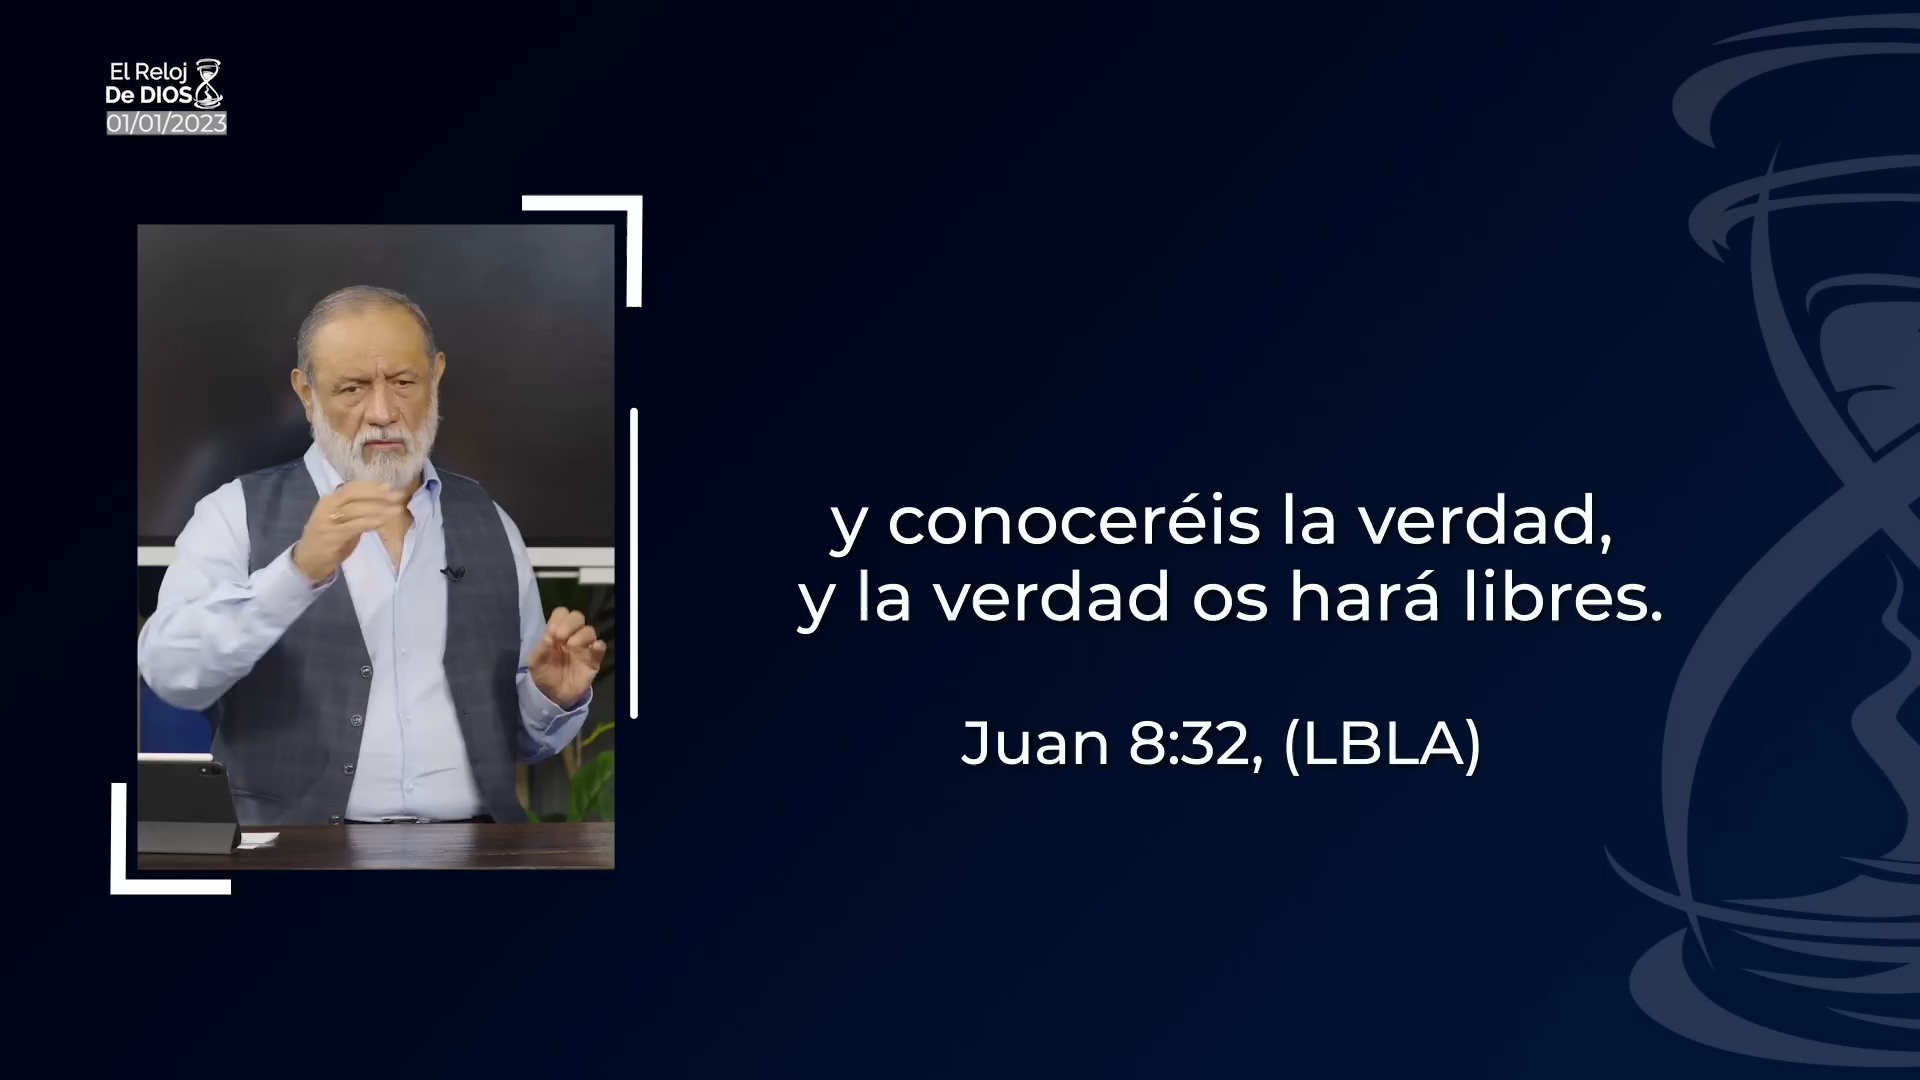 El Reloj
De DIOS
01/01/2023
y conoceréis la verdad,
y la verdad os hará libres.
Juan 8:32, (LBLA)